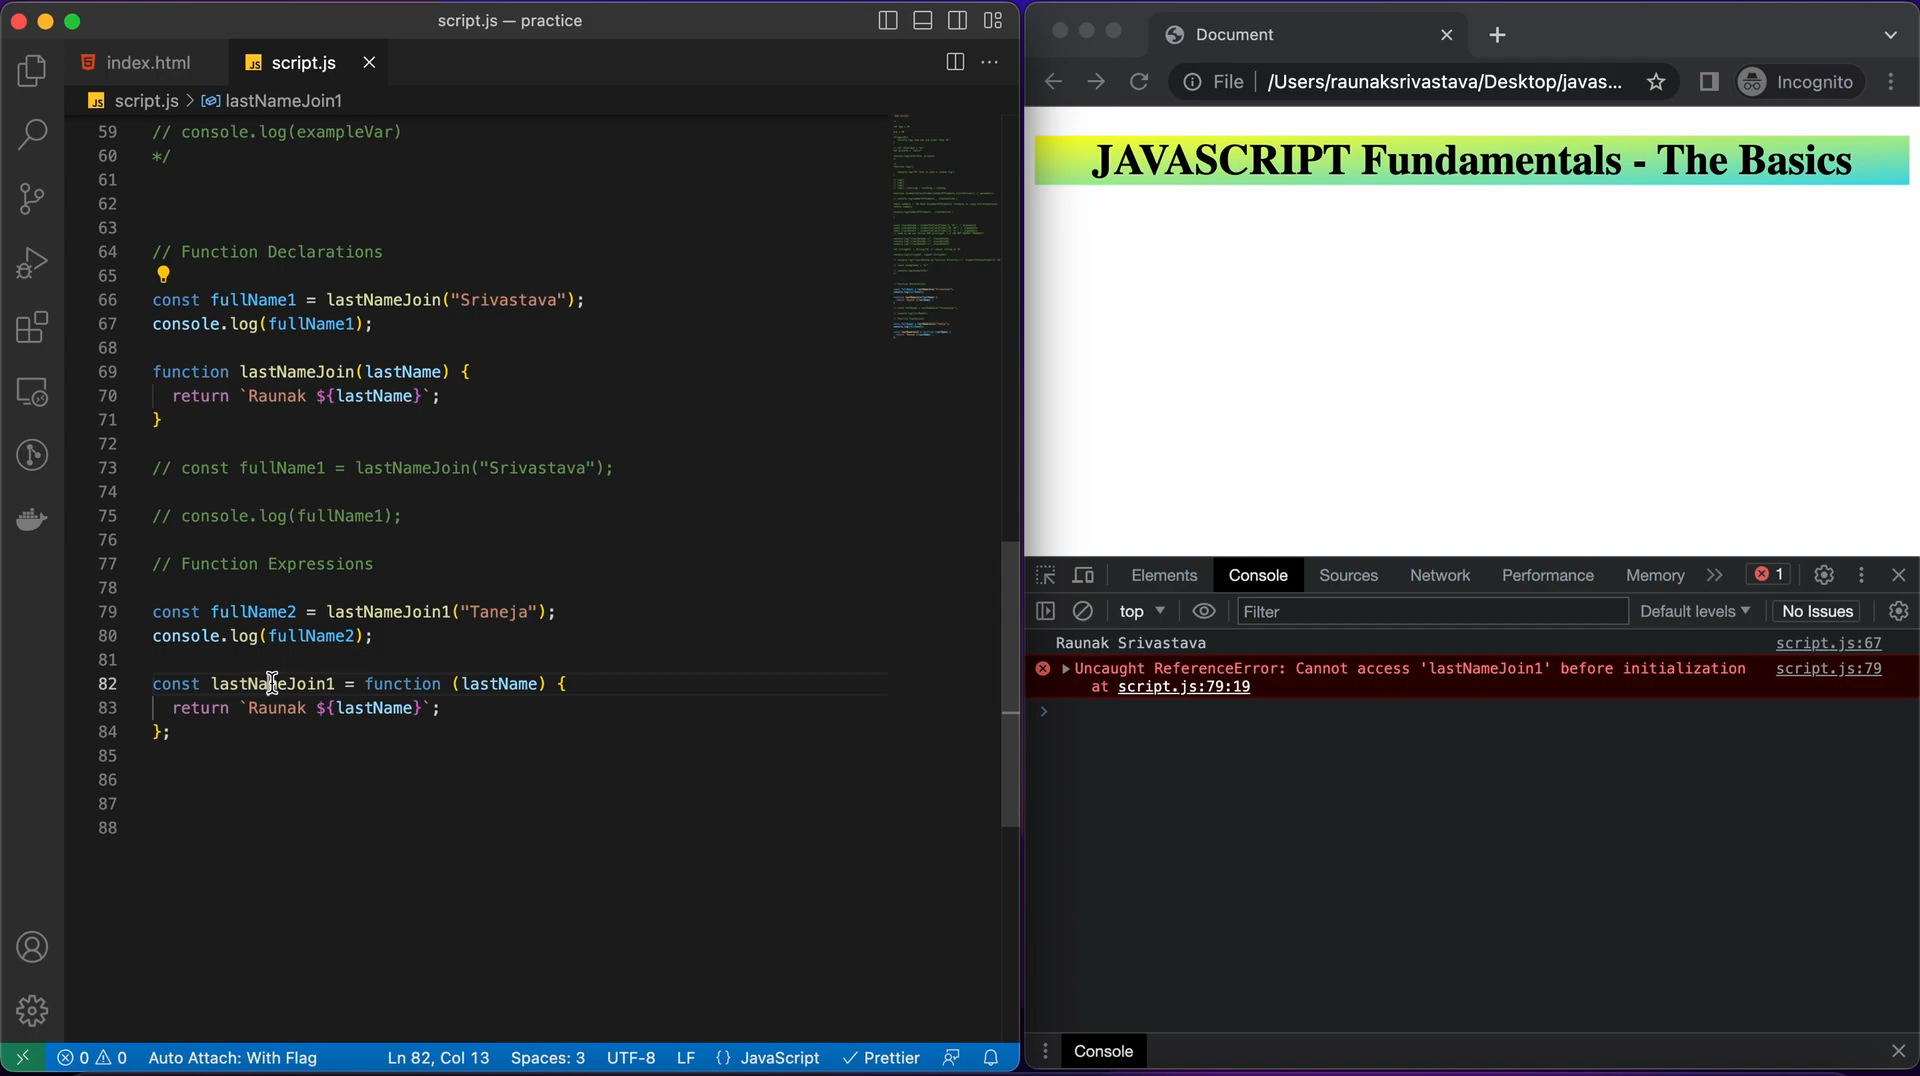 script.js — practice
index.html
script.js
script.js > lastNameJoin1
59 // console.log(exampleVar)
60 */
61
62
63
64 // Function Declarations
65
66 const fullName1 = lastNameJoin("Srivastava");
67 console.log(fullName1);
68
69 function lastNameJoin(lastName) {
70 return `Raunak ${lastName}`;
71 }
72
73 // const fullName1 = lastNameJoin("Srivastava");
74
75 // console.log(fullName1);
76
77 // Function Expressions
78
79 const fullName2 = lastNameJoin1("Taneja");
80 console.log(fullName2);
81
82 const lastNameJoin1 = function (lastName) {
83 return `Raunak ${lastName}`;
84 };
85
86
87
88
0 0 Auto Attach: With Flag Ln 82, Col 13 Spaces: 3 UTF-8 LF {} JavaScript Prettier
Document
File /Users/raunaksrivastava/Desktop/javas... Incognito
JAVASCRIPT Fundamentals - The Basics
Elements Console Sources Network Performance Memory 1
top Filter Default levels No Issues
Raunak Srivastava script.js:67
Uncaught ReferenceError: Cannot access 'lastNameJoin1' before initialization script.js:79
at script.js:79:19
Console